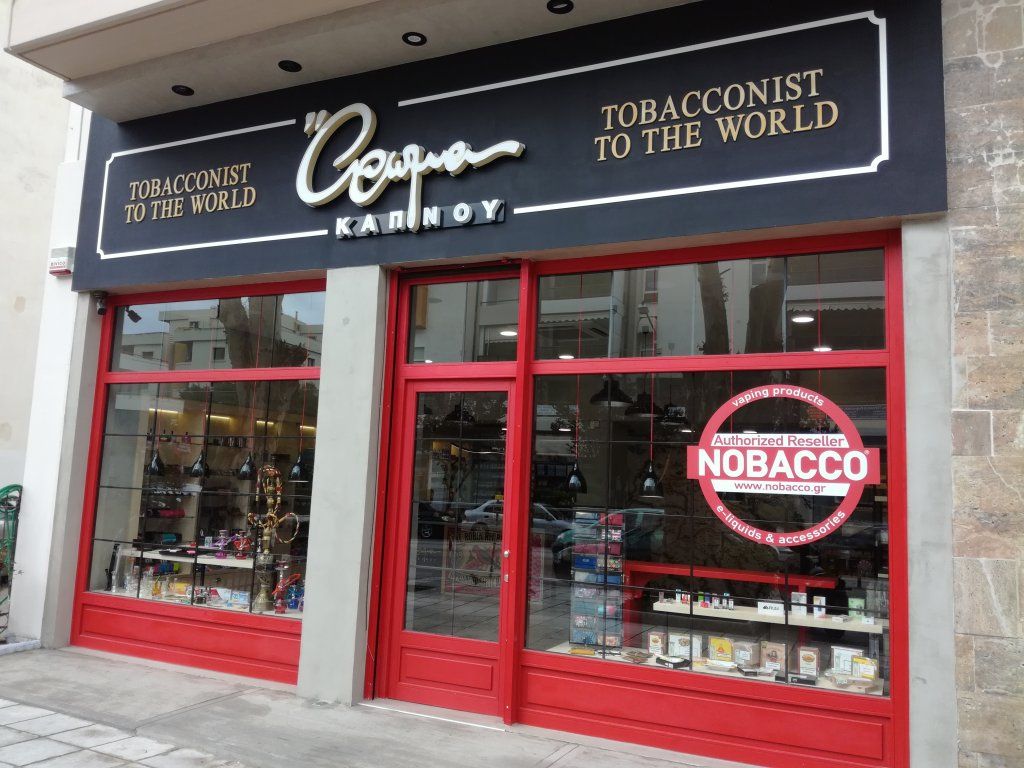 TOBACCONIST
TO THE WORLD
Άρωμα
ΚΑΠΝΟΥ
TOBACCONIST
TO THE WORLD
vaping products
Authorized Reseller
NOBACCO®
www.nobacco.gr
e-liquids & accessories